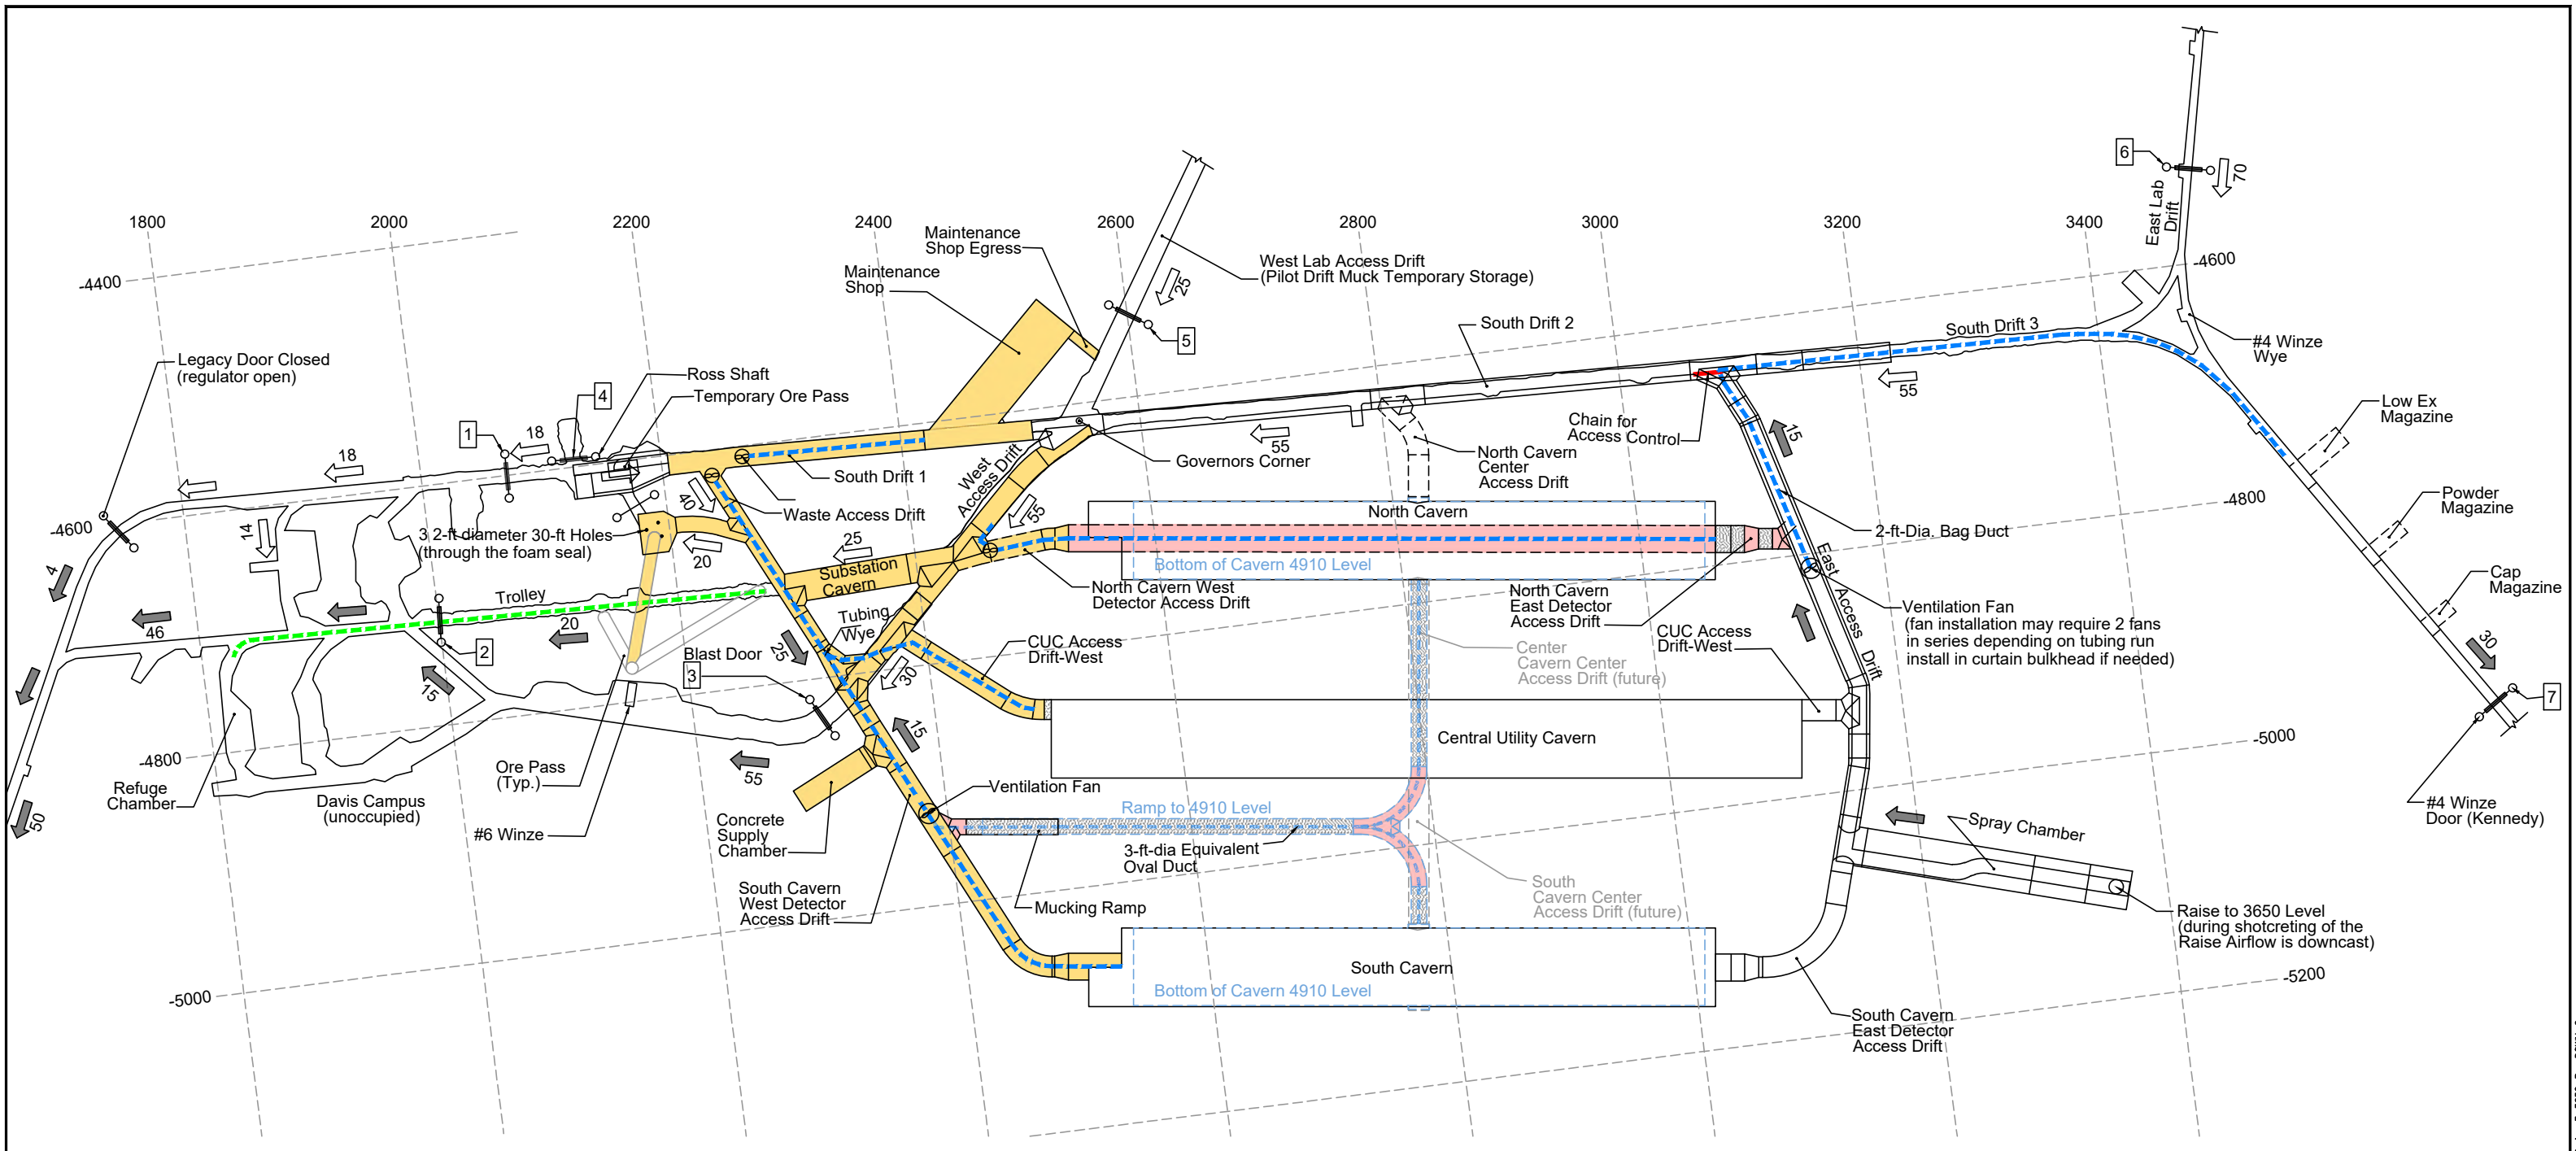 1800
2000
2200
2400
2600
2800
3000
3200
3400
-4400
-4600
-4800
-5000
-4600
-4800
-5000
-5200
6
70
East Lab
Drift
Maintenance
Shop Egress
Maintenance
Shop
West Lab Access Drift
(Pilot Drift Muck Temporary Storage)
25
5
South Drift 2
South Drift 3
55
#4 Winze
Wye
Legacy Door Closed
(regulator open)
Ross Shaft
Temporary Ore Pass
4
1
18
18
Low Ex
Magazine
Chain for
Access Control
15
55
Governors Corner
North Cavern
Center
Access Drift
South Drift 1
West
Access Drift
40
Waste Access Drift
55
North Cavern
Powder
Magazine
14
3 2-ft-diameter 30-ft Holes
(through the foam seal)
20
25
Substation
Cavern
2-ft-Dia. Bag Duct
Bottom of Cavern 4910 Level
North Cavern West
Detector Access Drift
North Cavern
East Detector
Access Drift
East
Access
Drift
Cap
Magazine
4
Trolley
46
20
Tubing
Wye
Ventilation Fan
(fan installation may require 2 fans
in series depending on tubing run
install in curtain bulkhead if needed)
CUC Access
Drift-West
CUC Access
Drift-West
Center
Cavern Center
Access Drift (future)
2
Blast Door
3
25
30
30
15
7
15
Central Utility Cavern
55
Ore Pass
(Typ.)
Refuge
Chamber
Davis Campus
(unoccupied)
50
#6 Winze
Ventilation Fan
Ramp to 4910 Level
Concrete
Supply
Chamber
3-ft-dia Equivalent
Oval Duct
Spray Chamber
#4 Winze
Door (Kennedy)
South Cavern
West Detector
Access Drift
Mucking Ramp
South
Cavern Center
Access Drift (future)
Raise to 3650 Level
(during shotcreting of the
Raise Airflow is downcast)
South Cavern
Bottom of Cavern 4910 Level
South Cavern
East Detector
Access Drift